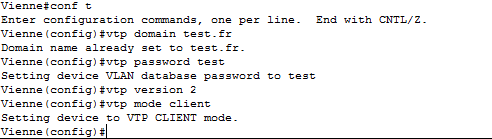 Vienne#conf t
Enter configuration commands, one per line.  End with CNTL/Z.
Vienne(config)#vtp domain test.fr
Domain name already set to test.fr.
Vienne(config)#vtp password test
Setting device VLAN database password to test
Vienne(config)#vtp version 2
Vienne(config)#vtp mode client
Setting device to VTP CLIENT mode.
Vienne(config)#